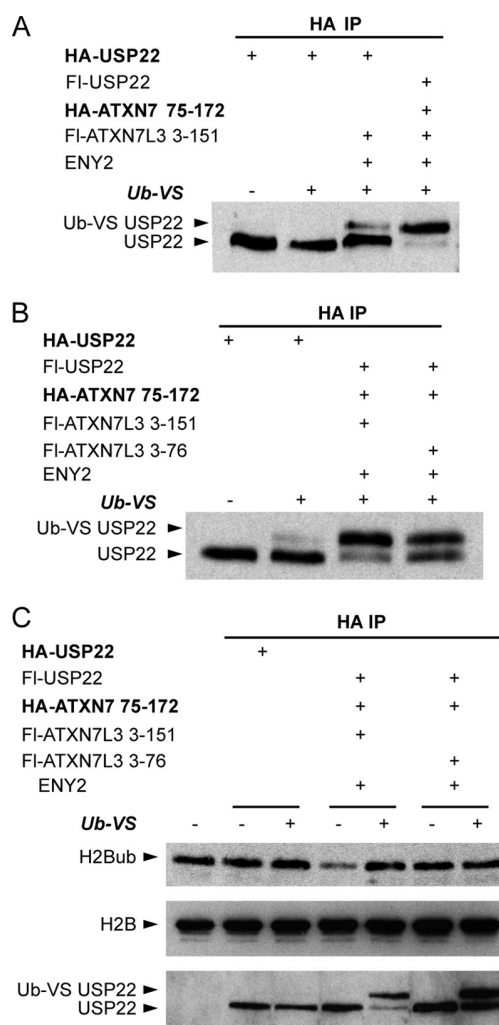 A
HA IP
HA-USP22 + + +
Fl-USP22 +
HA-ATXN7 75-172 +
Fl-ATXN7L3 3-151 + +
ENY2 + +
Ub-VS - + + +
Ub-VS USP22
USP22
B
HA IP
HA-USP22 + +
Fl-USP22 + +
HA-ATXN7 75-172 + +
Fl-ATXN7L3 3-151 +
Fl-ATXN7L3 3-76 +
ENY2 + +
Ub-VS - + + +
Ub-VS USP22
USP22
C
HA IP
HA-USP22 +
Fl-USP22 + +
HA-ATXN7 75-172 + +
Fl-ATXN7L3 3-151 +
Fl-ATXN7L3 3-76 +
ENY2 + +
Ub-VS - - + - + - +
H2Bub
H2B
Ub-VS USP22
USP22